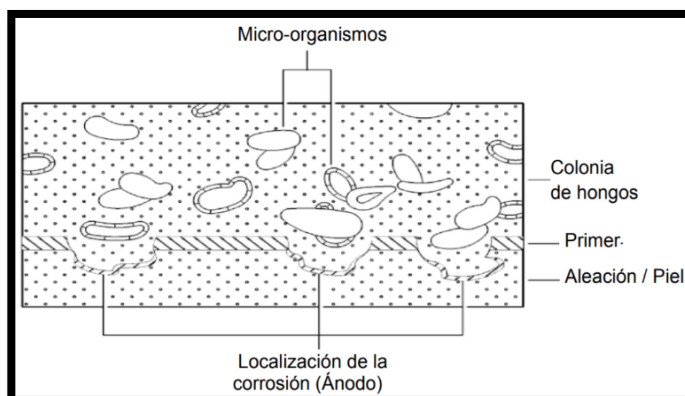 Micro-organismos
Colonia
de hongos
Primer.
Aleación / Piel
Localización de la
corrosión (Ánodo)